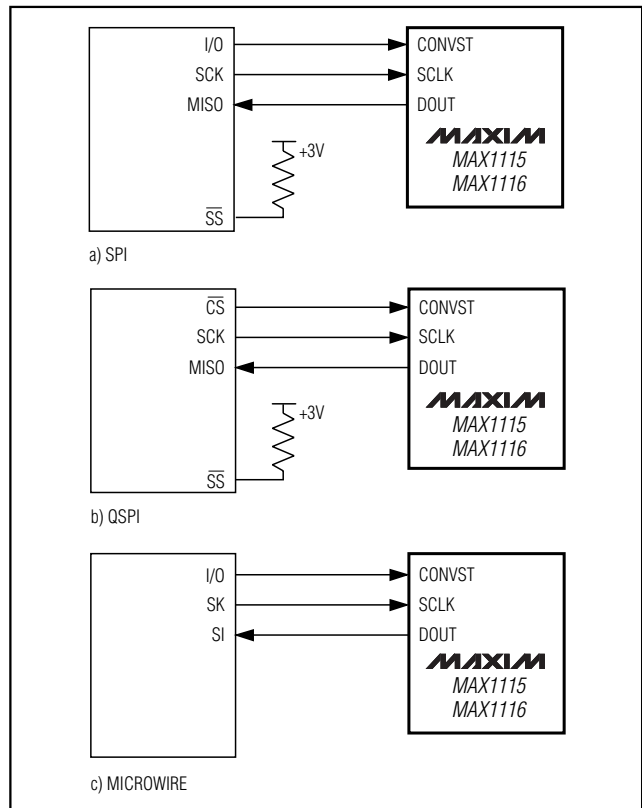 I/O CONVST
SCK SCLK
MISO DOUT
+3V
MAXIM
MAX1115
MAX1116
SS
a) SPI
CS CONVST
SCK SCLK
MISO DOUT
+3V
MAXIM
MAX1115
MAX1116
SS
b) QSPI
I/O CONVST
SK SCLK
SI DOUT
MAXIM
MAX1115
MAX1116
c) MICROWIRE